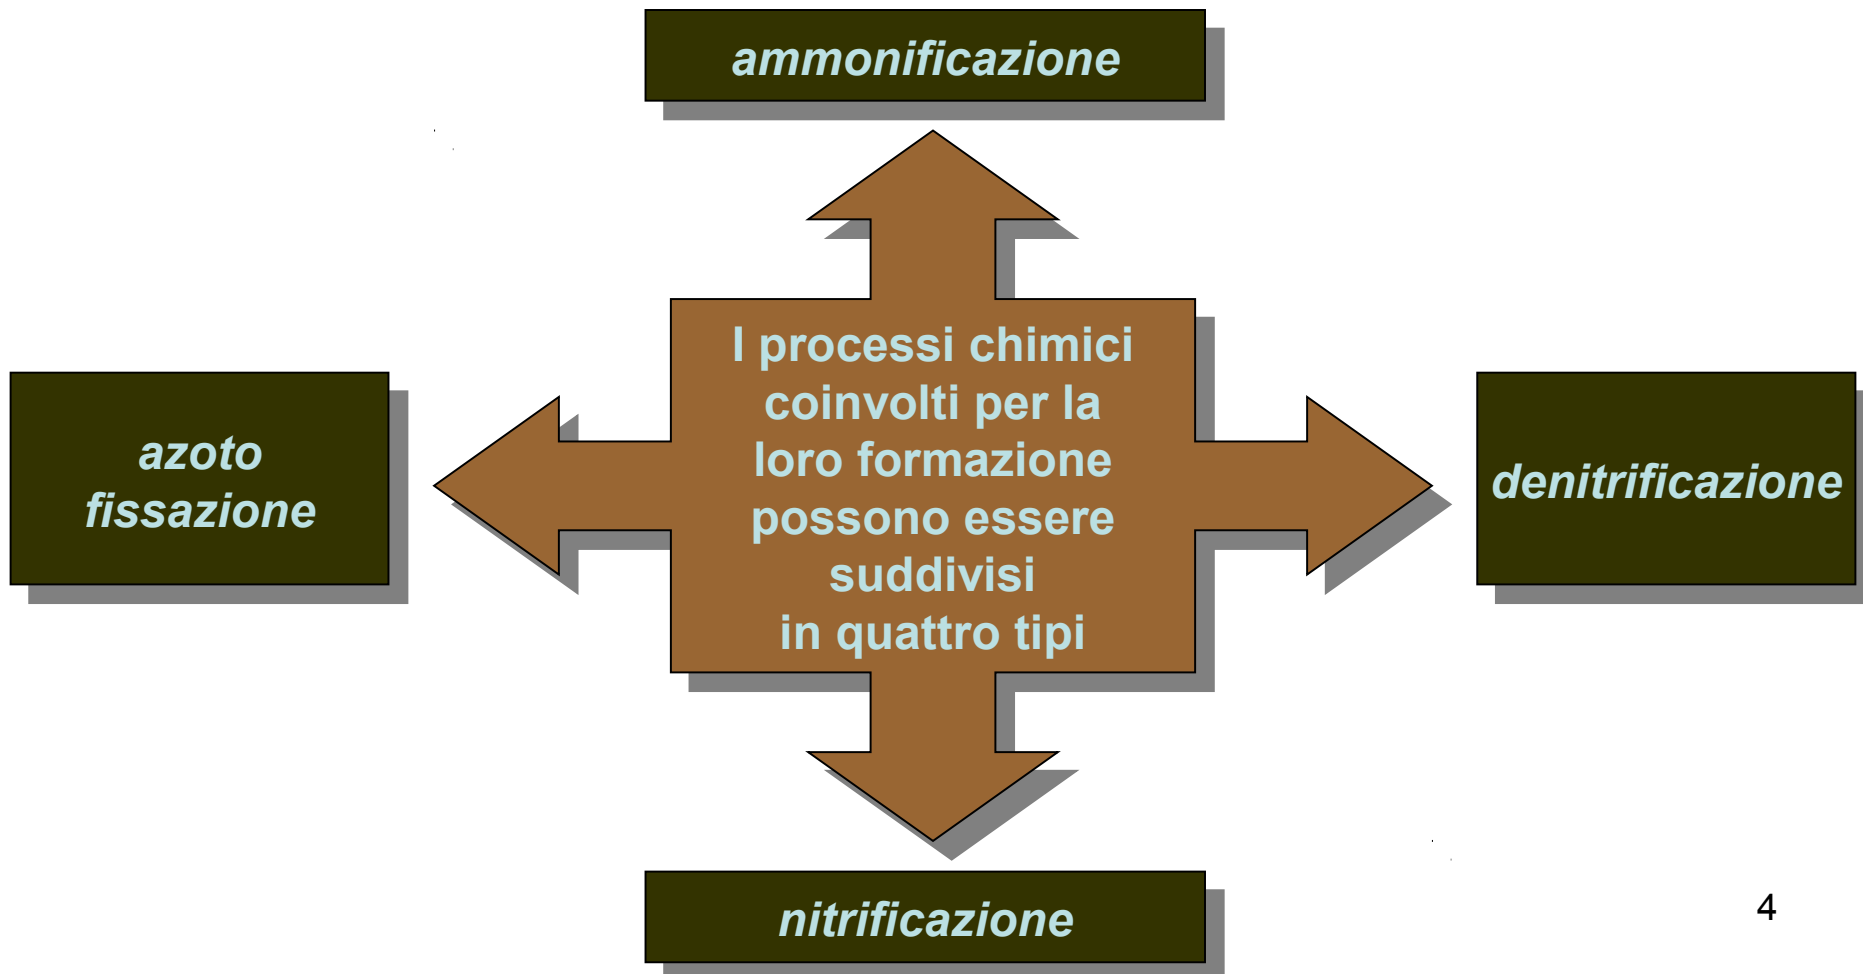 ammonificazione
I processi chimici
coinvolti per la
loro formazione
possono essere
suddivisi
in quattro tipi
azoto
fissazione
denitrificazione
nitrificazione
4